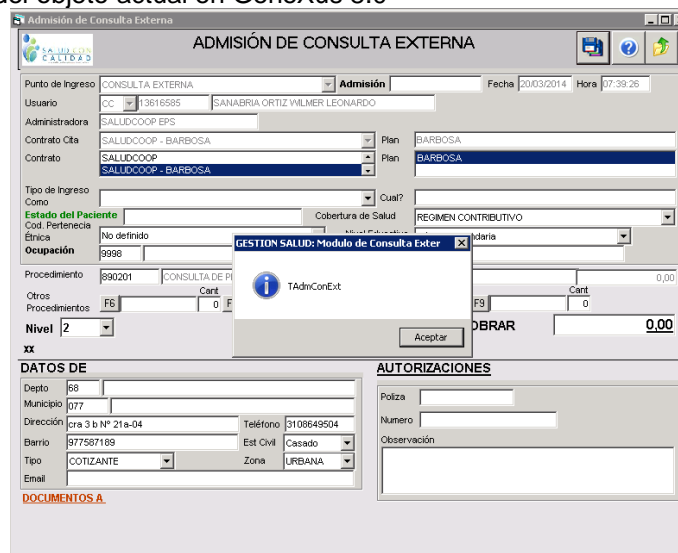 del objeto actual en GeneXus 8.0
Admisión de Consulta Externa
SALUD CON CALIDAD
ADMISIÓN DE CONSULTA EXTERNA
Punto de Ingreso CONSULTA EXTERNA Admisión Fecha 20/03/2014 Hora 07:39:26
Usuario CC 13616585 SANABRIA ORTIZ WILMER LEONARDO
Administradora SALUDCOOP EPS
Contrato Cita SALUDCOOP - BARBOSA Plan BARBOSA
Contrato SALUDCOOP Plan BARBOSA
SALUDCOOP - BARBOSA
Tipo de Ingreso
Como Cual?
Estado del Paciente Cobertura de Salud REGIMEN CONTRIBUTIVO
Cod. Pertenencia
Étnica No definido
Ocupación 9998
GESTION SALUD: Modulo de Consulta Exter
TAdmConExt
Aceptar
Procedimiento 890201 0,00
Otros Cant Cant
Procedimientos F6 0 F9 0
Nivel 2 0,00
xx
DATOS DE
Depto 68
Municipio 077
Dirección cra 3 b Nº 21a-04 Teléfono 3108649504
Barrio 977587189 Est Civil Casado
Tipo COTIZANTE Zona URBANA
Email
DOCUMENTOS A
AUTORIZACIONES
Poliza
Numero
Observación